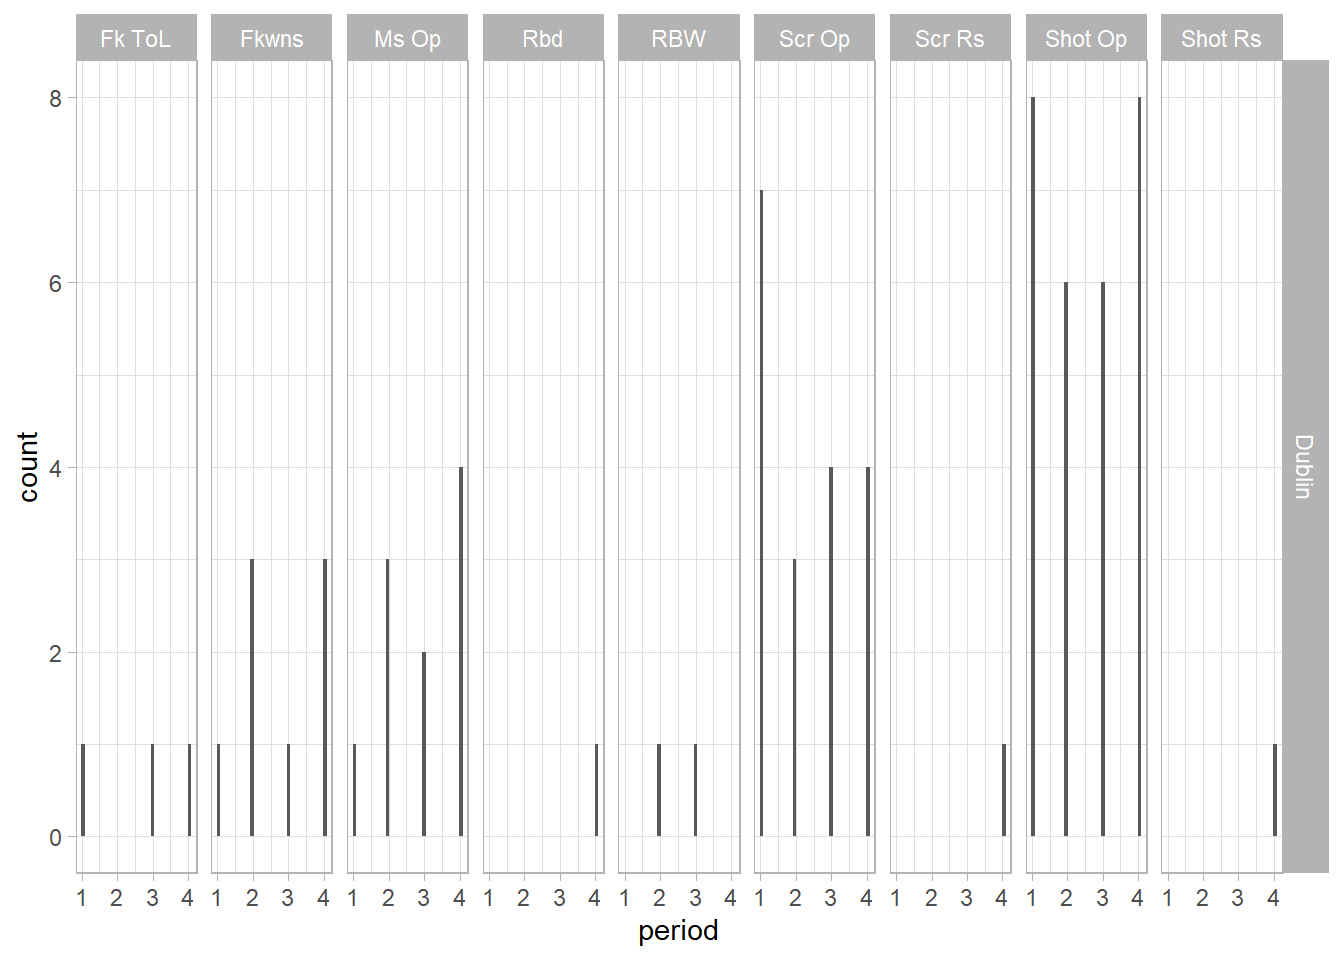 Fk ToL Fkwns Ms Op Rbd RBW Scr Op Scr Rs Shot Op Shot Rs
8
6
4
2
0
count
Dublin
1 2 3 4 1 2 3 4 1 2 3 4 1 2 3 4 1 2 3 4 1 2 3 4 1 2 3 4 1 2 3 4 1 2 3 4
period